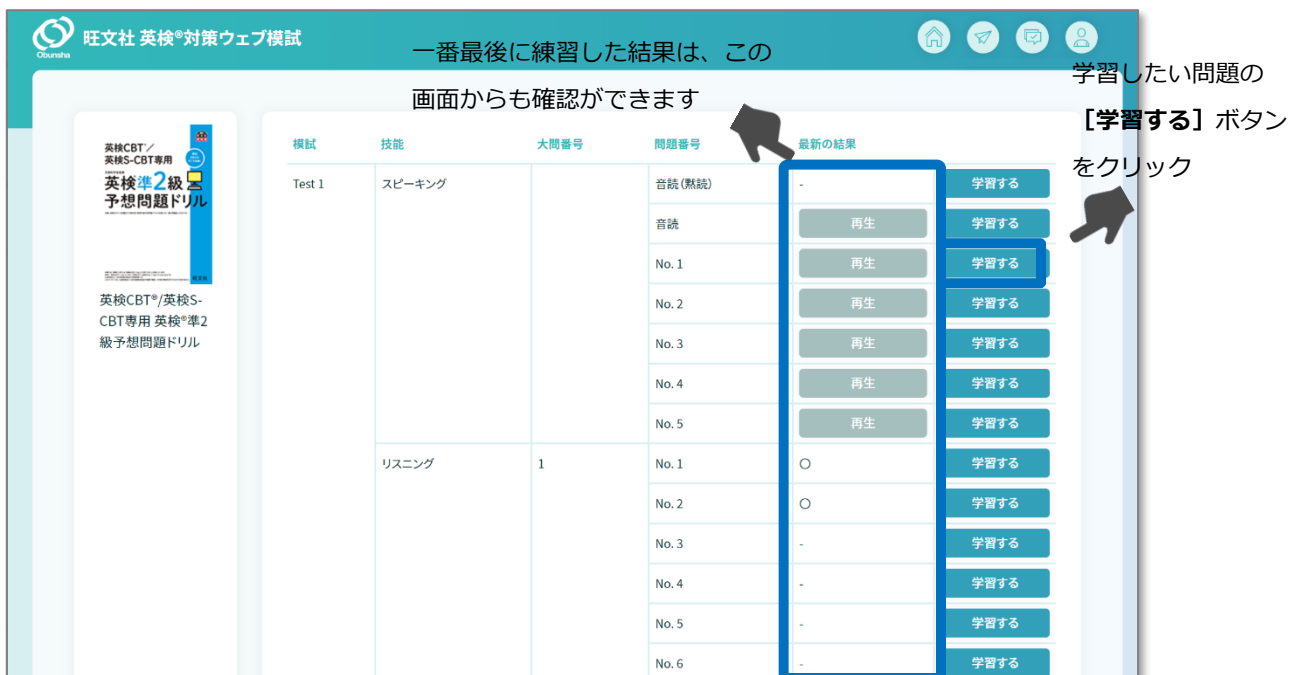 Obunsha
旺文社 英検®対策ウェブ模試
一番最後に練習した結果は、この
画面からも確認ができます
学習したい問題の
［学習する］ボタン
をクリック
英検CBT®/
英検S-CBT専用
英検準2級
予想問題ドリル
旺文社
英検CBT®/英検S-
CBT専用 英検®準2
級予想問題ドリル
模試 技能 大問番号 問題番号 最新の結果
Test 1 スピーキング 音読(黙読) - 学習する
音読 再生 学習する
No. 1 再生 学習する
No. 2 再生 学習する
No. 3 再生 学習する
No. 4 再生 学習する
No. 5 再生 学習する
リスニング 1 No. 1 〇 学習する
No. 2 〇 学習する
No. 3 - 学習する
No. 4 - 学習する
No. 5 - 学習する
No. 6 - 学習する